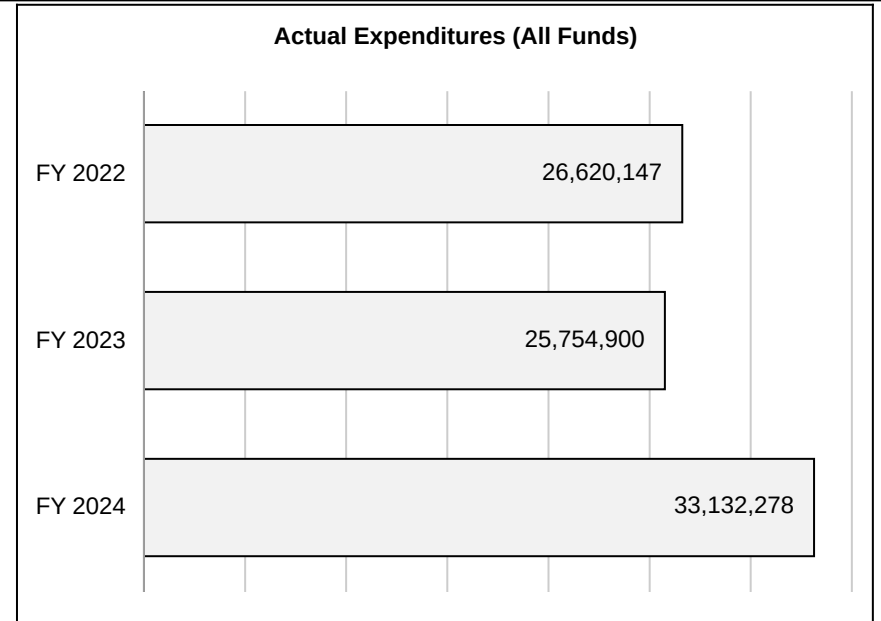 Actual Expenditures (All Funds)
FY 2022
26,620,147
FY 2023
25,754,900
FY 2024
33,132,278